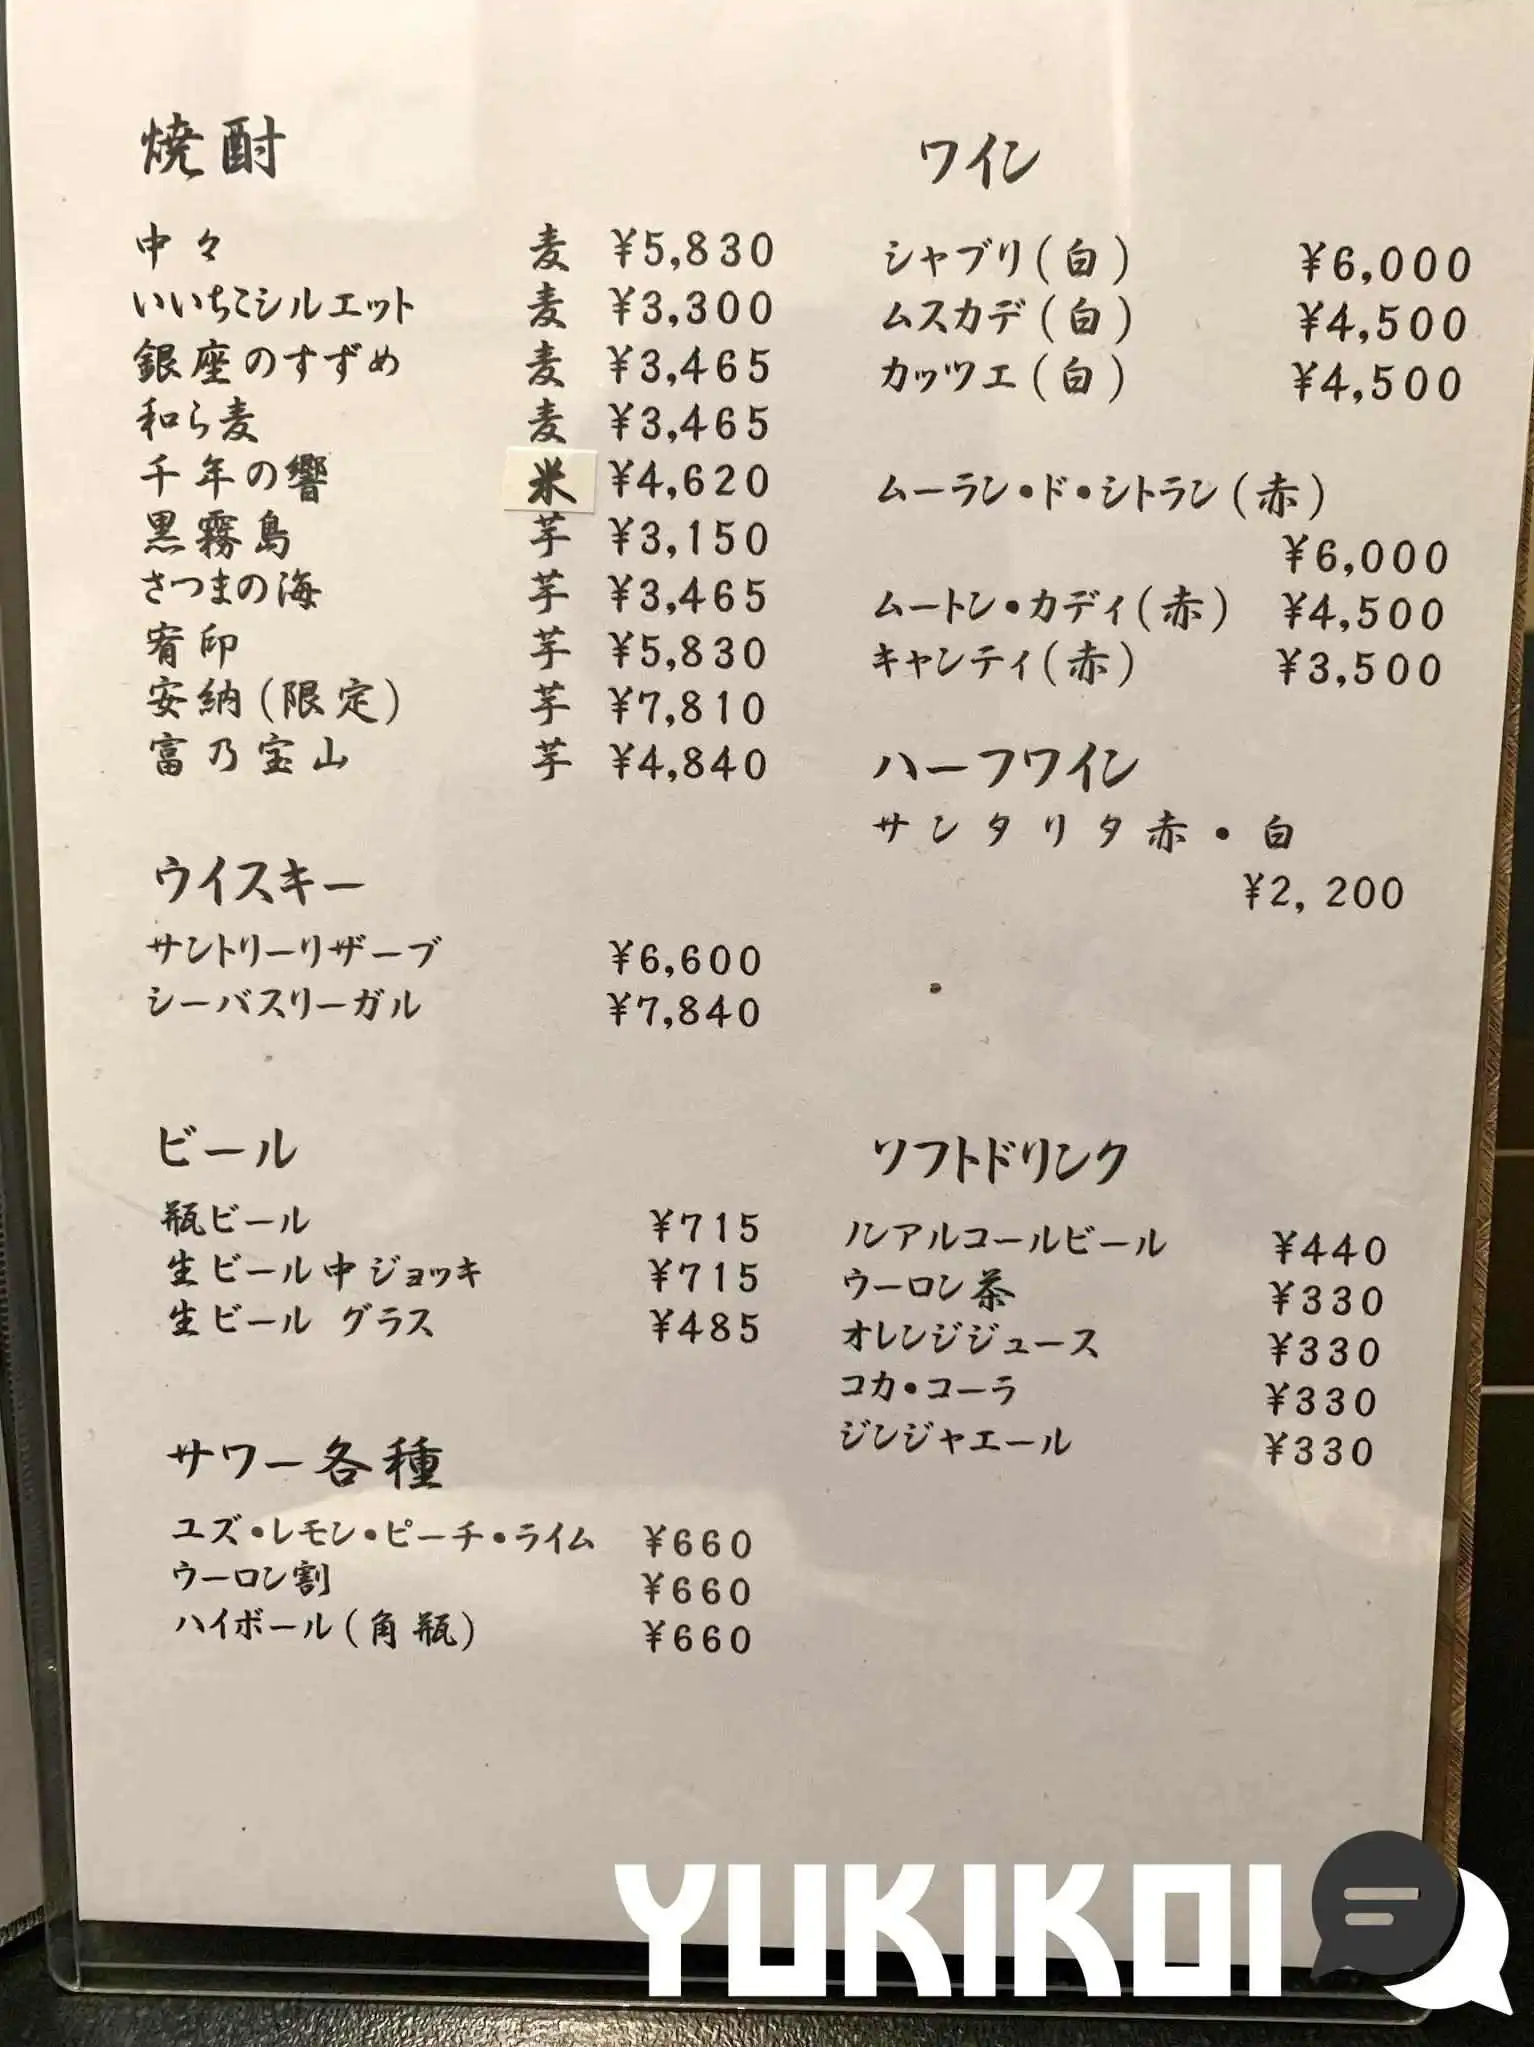 焼酎
中々 麦 ¥5,830
いいちこシルエット 麦 ¥3,300
銀座のすずめ 麦 ¥3,465
和ら麦 麦 ¥3,465
千年の響 米 ¥4,620
黒霧島 芋 ¥3,150
さつまの海 芋 ¥3,465
宥印 芋 ¥5,830
安納(限定) 芋 ¥7,810
富乃宝山 芋 ¥4,840
ウイスキー
サントリーリザーブ ¥6,600
シーバスリーガル ¥7,840
ビール
瓶ビール ¥715
生ビール中ジョッキ ¥715
生ビール グラス ¥485
サワー各種
ユズ・レモン・ピーチ・ライム ¥660
ウーロン割 ¥660
ハイボール(角瓶) ¥660
ワイン
シャブリ(白) ¥6,000
ムスカデ(白) ¥4,500
カッツエ(白) ¥4,500
ムーラン・ド・シトラン(赤)
¥6,000
ムートン・カディ(赤) ¥4,500
キャンティ(赤) ¥3,500
ハーフワイン
サンタリタ赤・白
¥2,200
ソフトドリンク
ノンアルコールビール ¥440
ウーロン茶 ¥330
オレンジジュース ¥330
コカ・コーラ ¥330
ジンジャエール ¥330
YUKIKOI